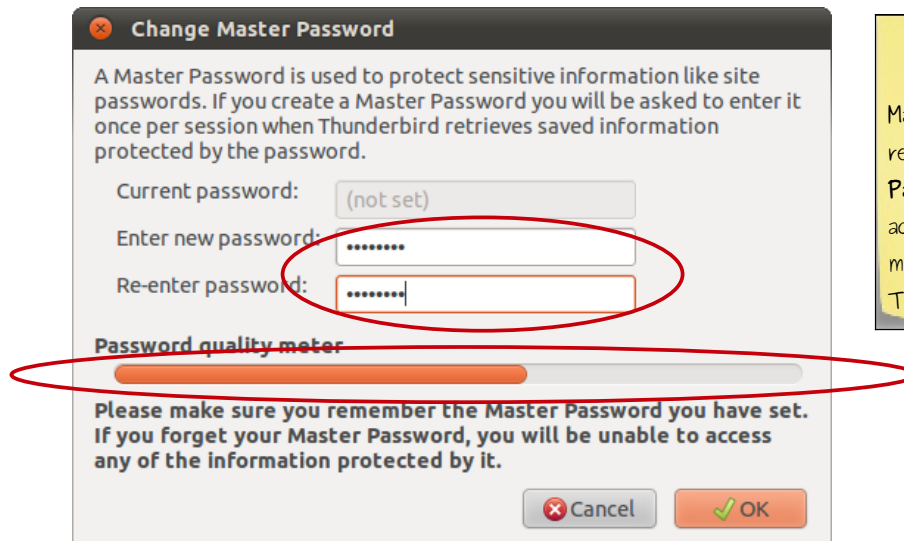 Change Master Password
A Master Password is used to protect sensitive information like site
passwords. If you create a Master Password you will be asked to enter it
once per session when Thunderbird retrieves saved information
protected by the password.
Current password:
(not set)
Enter new password:
Re-enter password:
Password quality meter
Please make sure you remember the Master Password you have set.
If you forget your Master Password, you will be unable to access
any of the information protected by it.
Cancel
OK